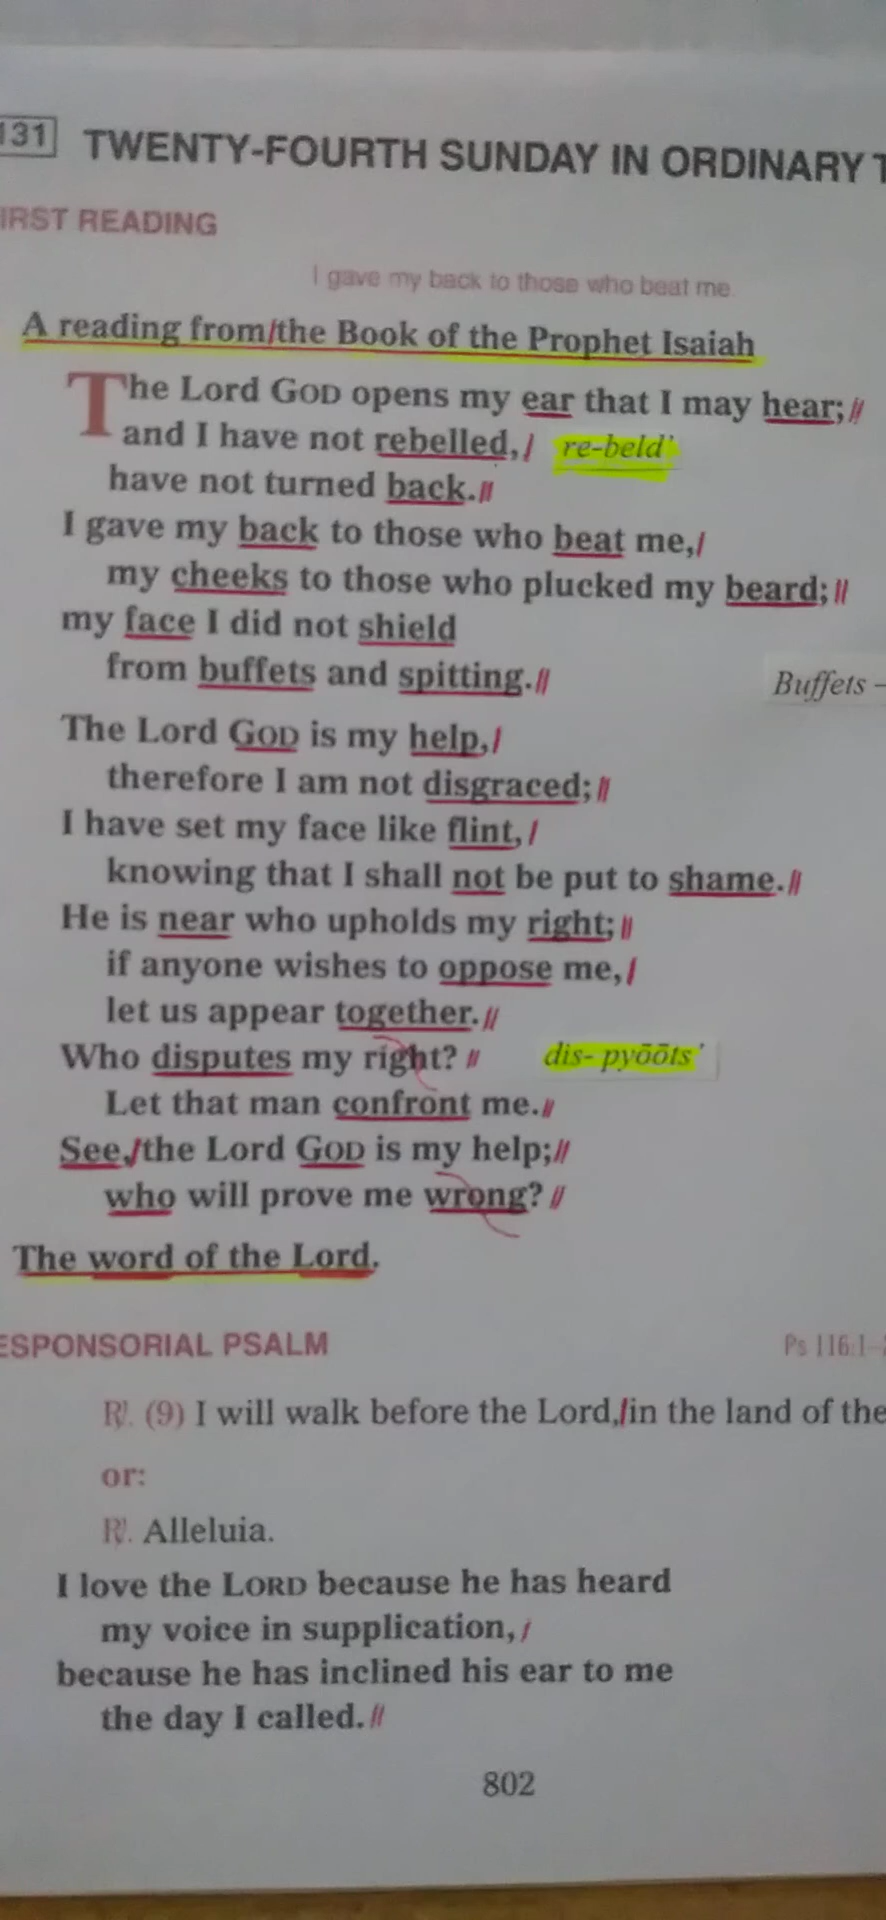 131 TWENTY-FOURTH SUNDAY IN ORDINARY T
IRST READING
I gave my back to those who beat me.
A reading from/the Book of the Prophet Isaiah
The Lord GOD opens my ear that I may hear;//
and I have not rebelled,/ re-beld'
have not turned back.//
I gave my back to those who beat me,/
my cheeks to those who plucked my beard;//
my face I did not shield
from buffets and spitting.// Buffets –
The Lord GOD is my help,/
therefore I am not disgraced;//
I have set my face like flint,/
knowing that I shall not be put to shame.//
He is near who upholds my right;//
if anyone wishes to oppose me,/
let us appear together.//
Who disputes my right?// dis- pyōōts'
Let that man confront me.//
See,/the Lord GOD is my help;//
who will prove me wrong?//
The word of the Lord.
ESPONSORIAL PSALM Ps 116:1–
R/. (9) I will walk before the Lord,/in the land of the
or:
R/. Alleluia.
I love the LORD because he has heard
my voice in supplication,/
because he has inclined his ear to me
the day I called.//
802